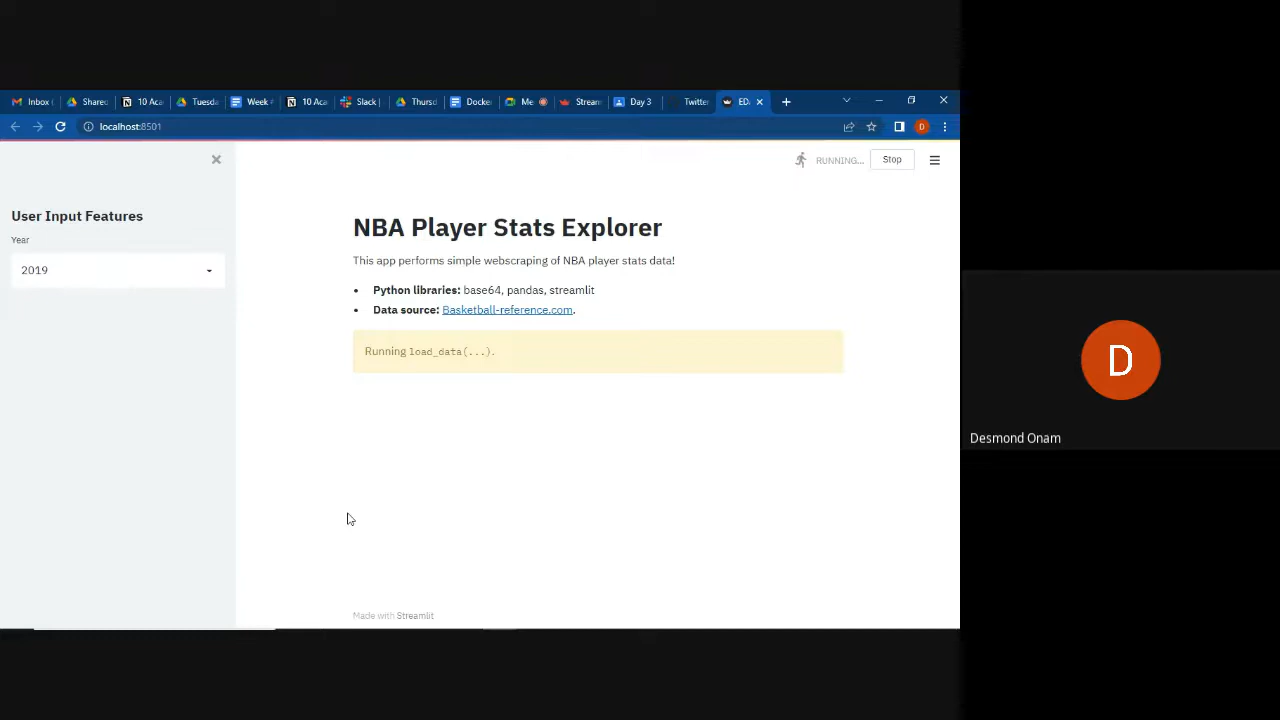 Inbox (
Shared
10 Aca
Tuesda
Week
10 Aca
Slack |
Thursd
Docke
Me
Stream
Day 3
Twitter
ED
localhost:8501
D
RUNNING...
Stop
User Input Features
Year
2019
NBA Player Stats Explorer
This app performs simple webscraping of NBA player stats data!
• Python libraries: base64, pandas, streamlit
• Data source: Basketball-reference.com.
Running load_data(...).
Made with Streamlit
D
Desmond Onam